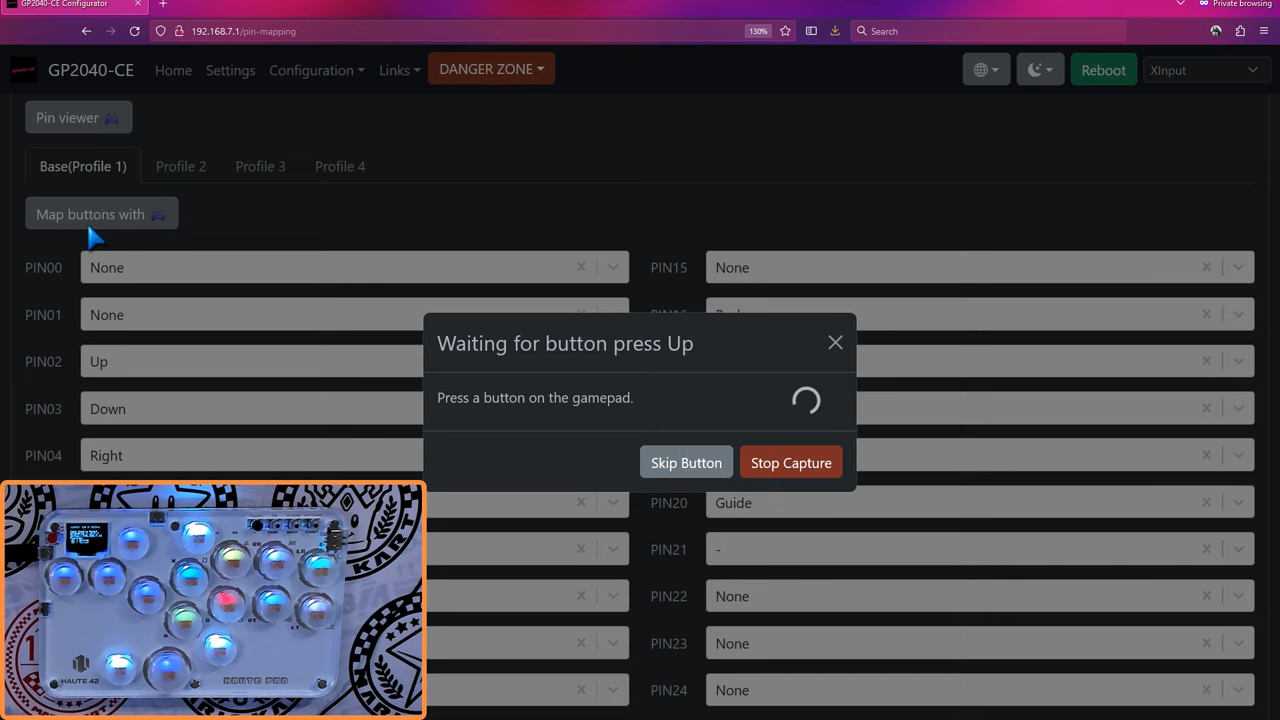 GP2040-CE Configurator
Private browsing
192.168.7.1/pin-mapping
130%
Search
GP2040-CE
Home
Settings
Configuration
Links
DANGER ZONE
Reboot
XInput
Pin viewer
Base(Profile 1)
Profile 2
Profile 3
Profile 4
Map buttons with
PIN00
None
PIN15
None
PIN01
None
PIN02
Up
PIN03
Down
PIN04
Right
Waiting for button press Up
Press a button on the gamepad.
Skip Button
Stop Capture
Guide
PIN21
-
PIN22
None
PIN23
None
PIN24
None
HAUTE 42
HAUTE PAD